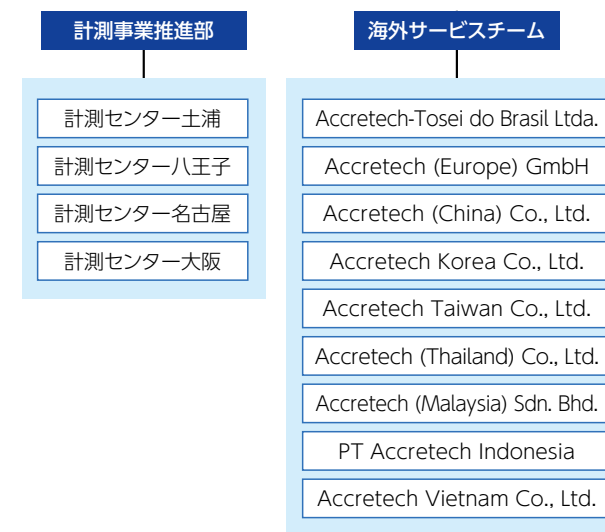 計測事業推進部
計測センター土浦
計測センター八王子
計測センター名古屋
計測センター大阪
海外サービスチーム
Accretech-Tosei do Brasil Ltda.
Accretech (Europe) GmbH
Accretech (China) Co., Ltd.
Accretech Korea Co., Ltd.
Accretech Taiwan Co., Ltd.
Accretech (Thailand) Co., Ltd.
Accretech (Malaysia) Sdn. Bhd.
PT Accretech Indonesia
Accretech Vietnam Co., Ltd.